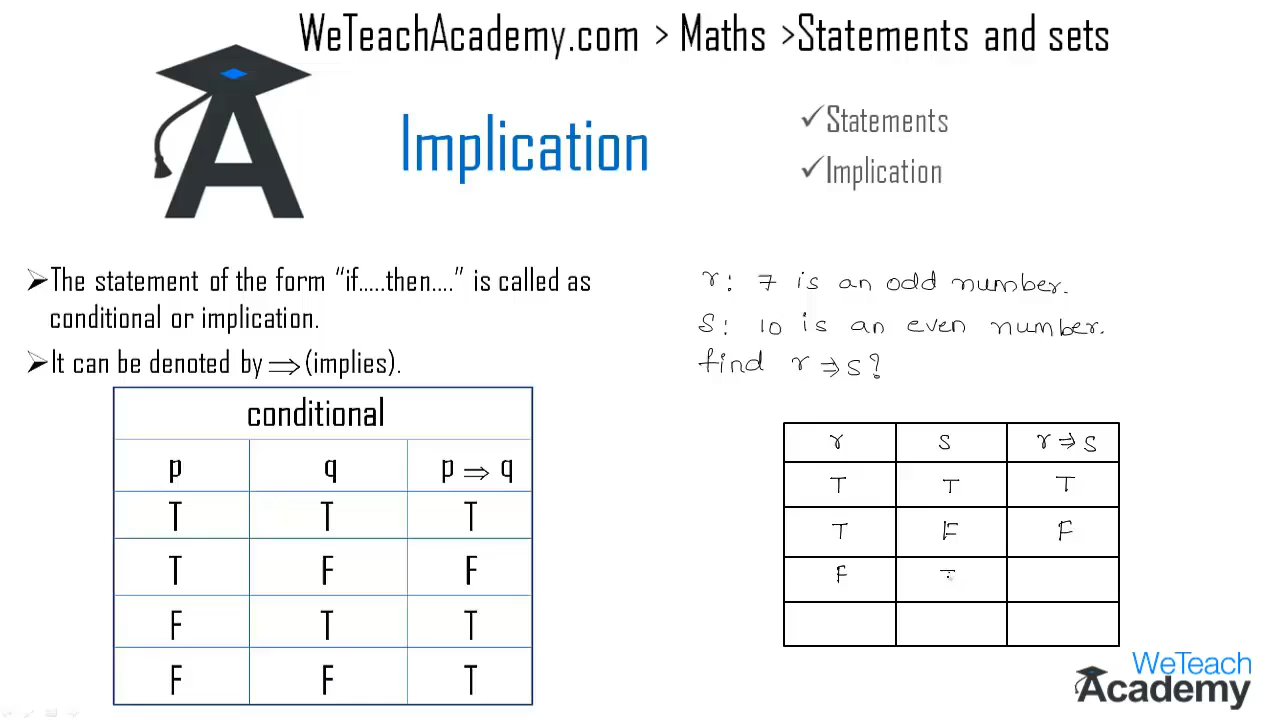 WeTeachAcademy.com > Maths >Statements and sets
Implication
✓Statements
✓Implication
➢The statement of the form “if.....then....” is called as
conditional or implication.
➢It can be denoted by ⟹ (implies).
conditional
p q p ⟹ q
T T T
T F F
F T T
F F T
r: 7 is an odd number.
s: 10 is an even number.
find r ⇒ s?
r s r ⇒ s
T T T
T F F
F
WeTeach
Academy